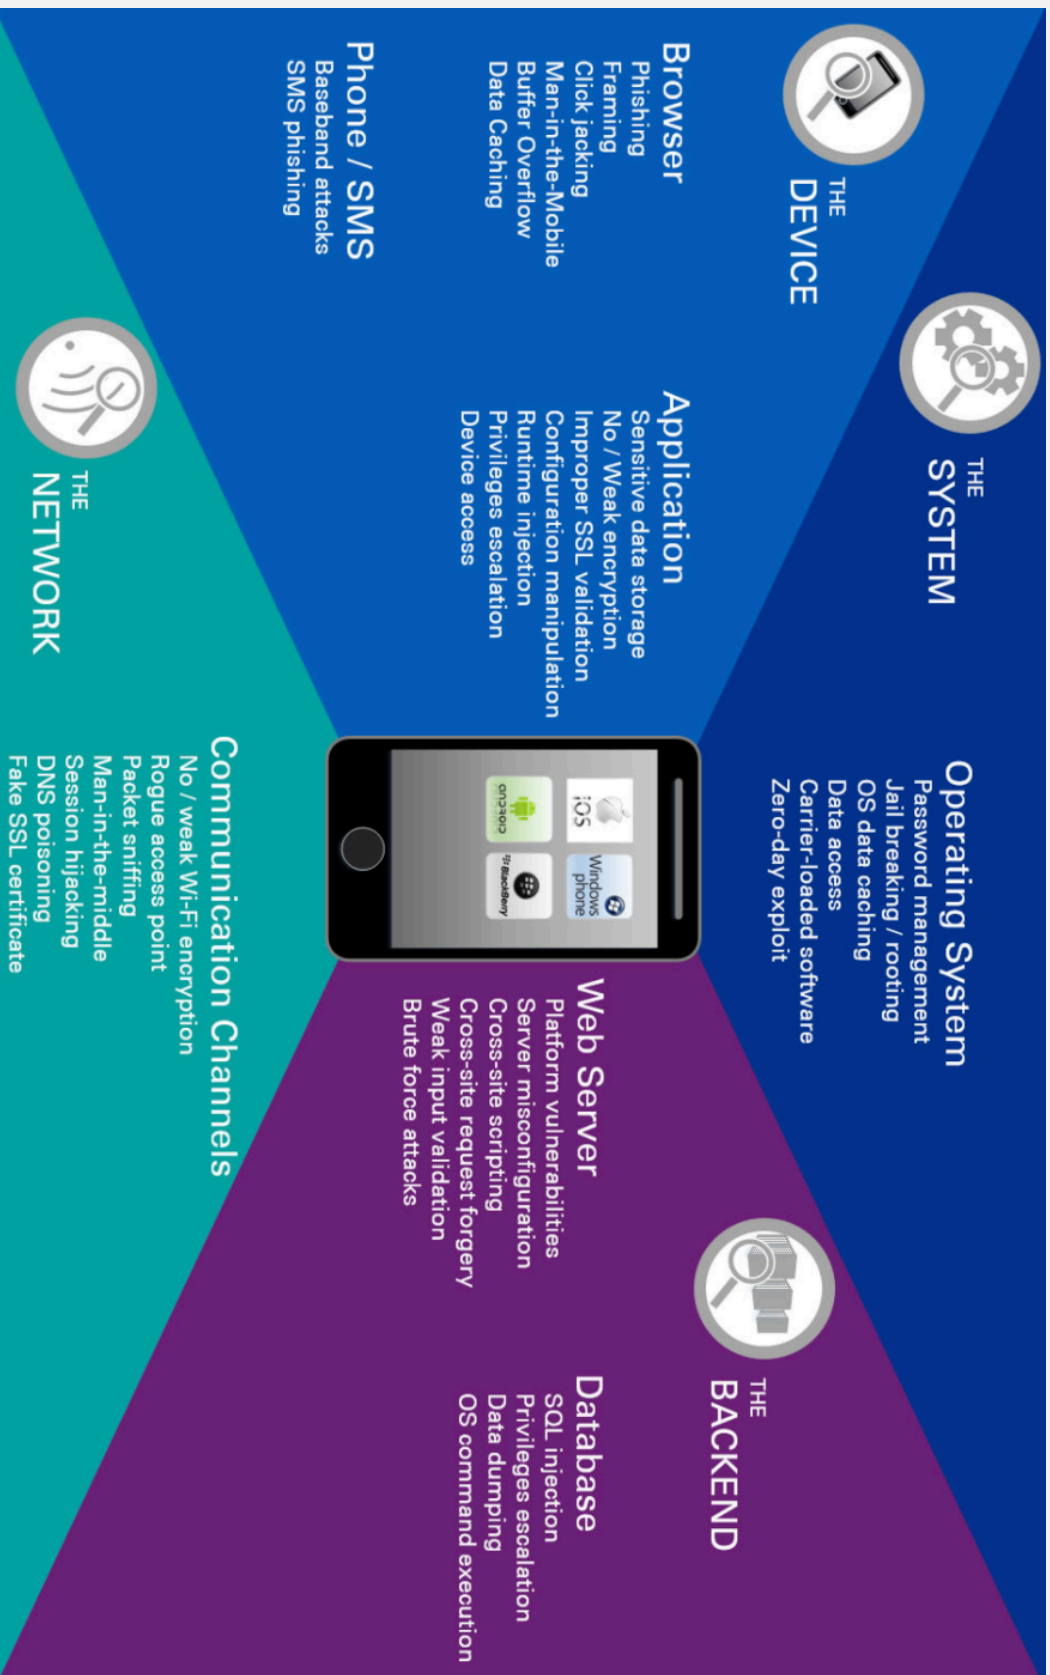 THE
DEVICE
Browser
Phishing
Framing
Click jacking
Man-in-the-Mobile
Buffer Overflow
Data Caching
Phone / SMS
Baseband attacks
SMS phishing
Application
Sensitive data storage
No / Weak encryption
Improper SSL validation
Configuration manipulation
Runtime injection
Privileges escalation
Device access
THE
SYSTEM
Operating System
Password management
Jail breaking / rooting
OS data caching
Data access
Carrier-loaded software
Zero-day exploit
iOS
Windows
phone
android
BlackBerry
THE
NETWORK
Communication Channels
No / weak Wi-Fi encryption
Rogue access point
Packet sniffing
Man-in-the-middle
Session hijacking
DNS poisoning
Fake SSL certificate
THE
BACKEND
Web Server
Platform vulnerabilities
Server misconfiguration
Cross-site scripting
Cross-site request forgery
Weak input validation
Brute force attacks
Database
SQL injection
Privileges escalation
Data dumping
OS command execution